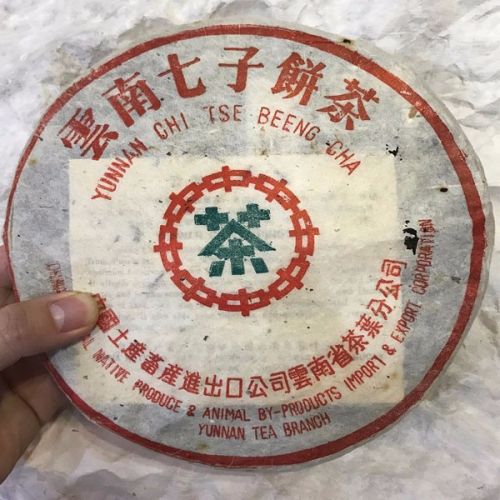 雲南七子餅茶
YUNNAN CHI TSE BEENG CHA
茶
土產畜產進出口公司雲南省茶葉分公司
NATIVE PRODUCE & ANIMAL BY-PRODUCTS IMPORT & EXPORT CORPORATION
YUNNAN TEA BRANCH